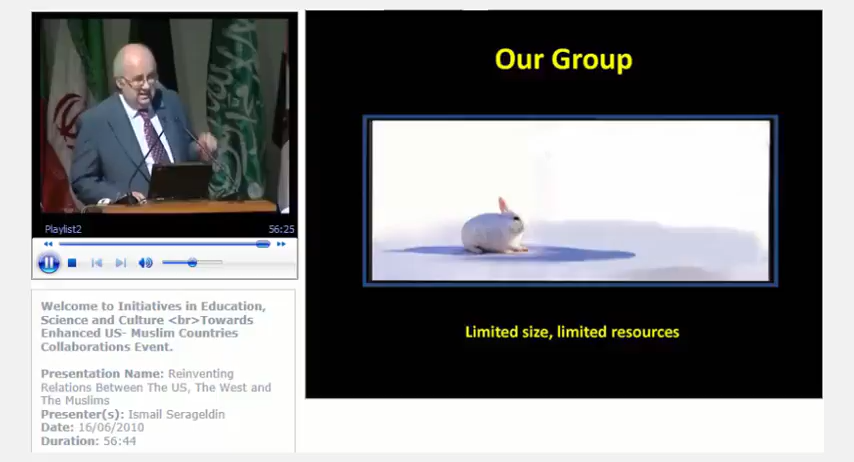 Playlist2 56:25
Welcome to Initiatives in Education,
Science and Culture <br>Towards
Enhanced US- Muslim Countries
Collaborations Event.
Presentation Name: Reinventing
Relations Between The US, The West and
The Muslims
Presenter(s): Ismail Serageldin
Date: 16/06/2010
Duration: 56:44
Our Group
Limited size, limited resources